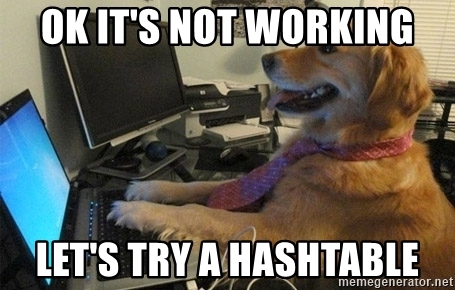 OK IT'S NOT WORKING
LET'S TRY A HASHTABLE
memegenerator.net